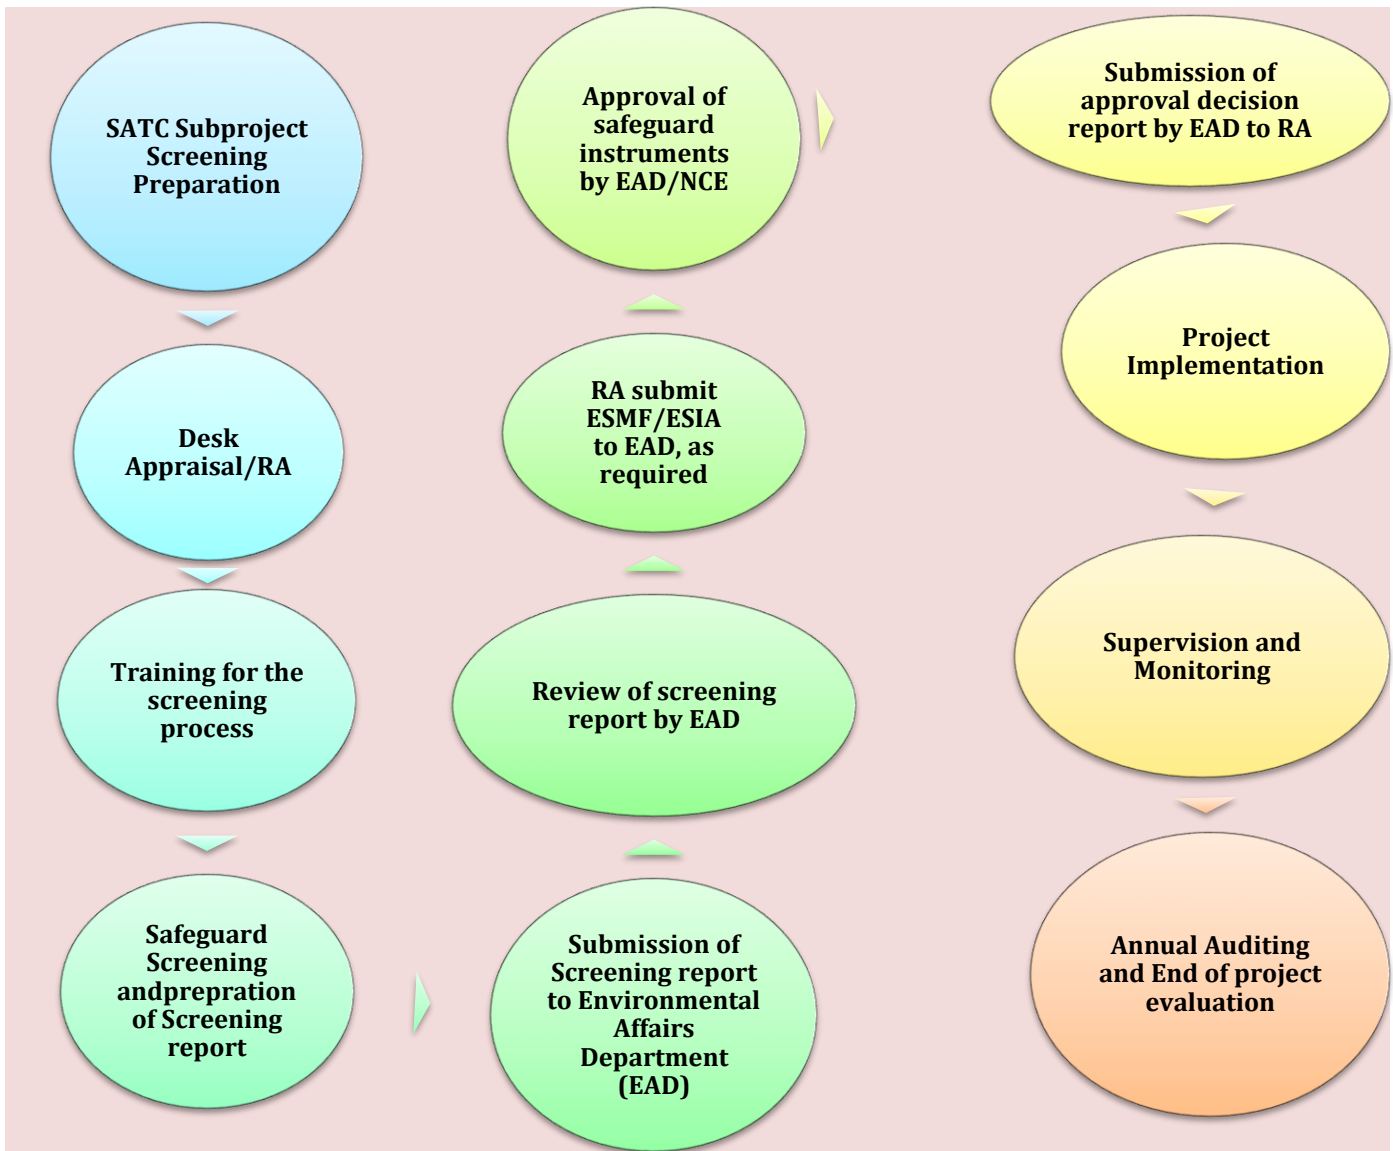 SATC Subproject
Screening
Preparation
Desk
Appraisal/RA
Training for the
screening
process
Safeguard
Screening
andprepration
of Screening
report
Submission of
Screening report
to Environmental
Affairs
Department
(EAD)
Review of screening
report by EAD
RA submit
ESMF/ESIA
to EAD, as
required
Approval of
safeguard
instruments
by EAD/NCE
Submission of
approval decision
report by EAD to RA
Project
Implementation
Supervision and
Monitoring
Annual Auditing
and End of project
evaluation